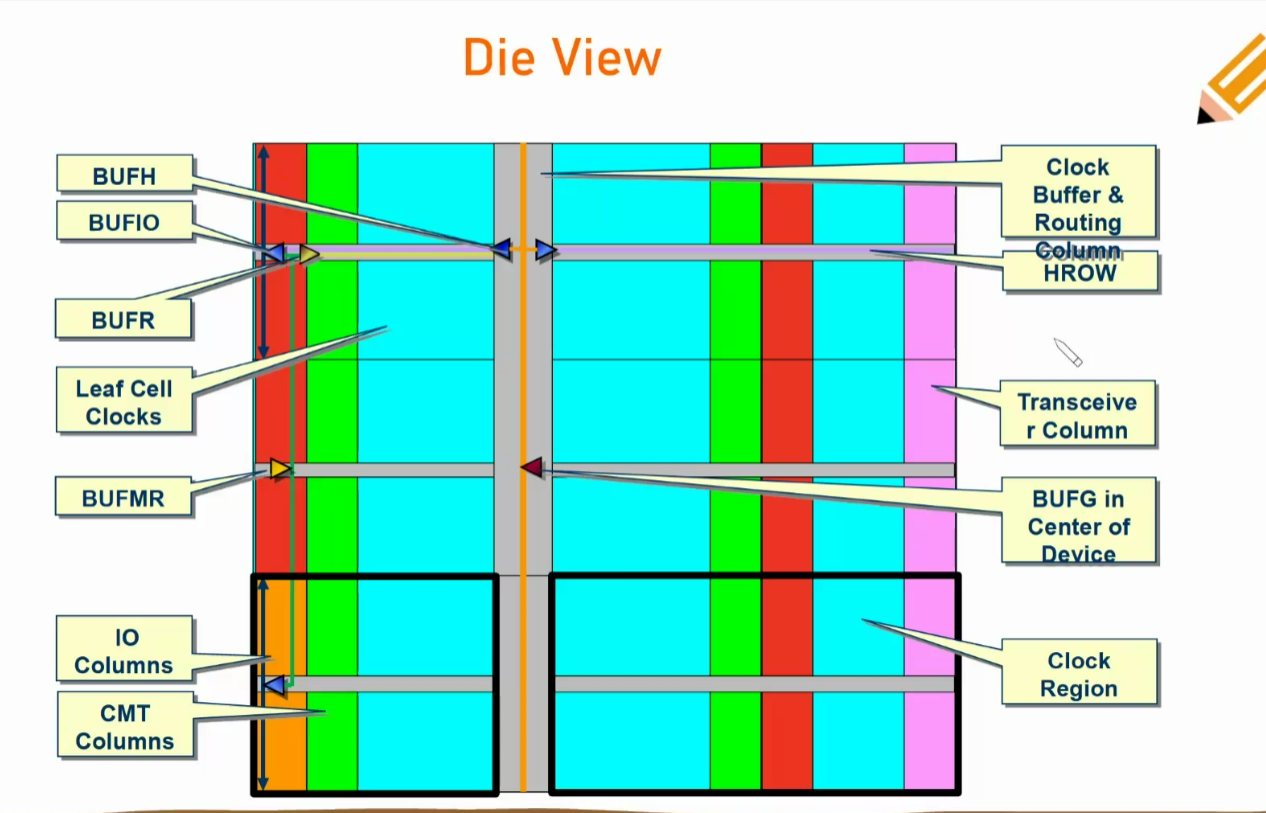 Die View
BUFH
BUFIO
BUFR
Leaf Cell
Clocks
BUFMR
IO
Columns
CMT
Columns
Clock
Buffer &
Routing
Column
HROW
Transceive
r Column
BUFG in
Center of
Device
Clock
Region